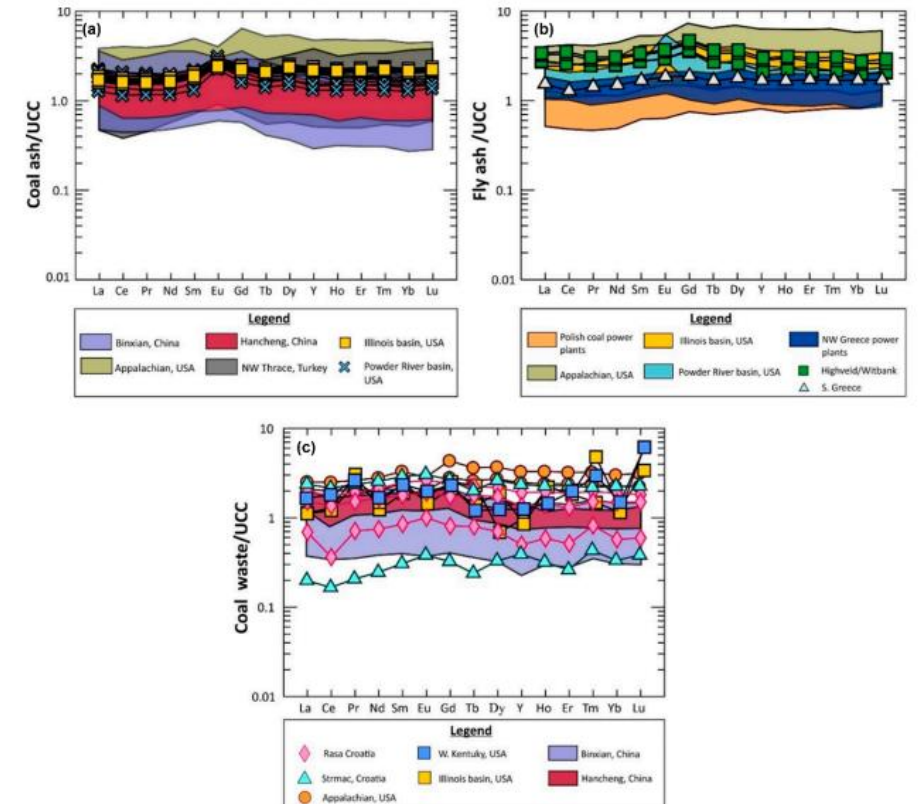 (a)
Coal ash/UCC
10
1.0
0.1
0.01
La Ce Pr Nd Sm Eu Gd Tb Dy Y Ho Er Tm Yb Lu
Legend
Binxian, China
Hancheng, China
Illinois basin, USA
Appalachian, USA
NW Thrace, Turkey
Powder River basin,
USA
(b)
Fly ash /UCC
10
1
0.1
0.01
La Ce Pr Nd Sm Eu Gd Tb Dy Y Ho Er Tm Yb Lu
Legend
Polish coal power
plants
Illinois basin, USA
NW Greece power
plants
Appalachian, USA
Powder River basin, USA
Highveld/Witbank
S. Greece
(c)
Coal waste/UCC
10
1
0.1
0.01
La Ce Pr Nd Sm Eu Gd Tb Dy Y Ho Er Tm Yb Lu
Legend
Rasa Croatia
W. Kentuky, USA
Binxian, China
Strmac, Croatia
Illinois basin, USA
Hancheng, China
Appalachian, USA